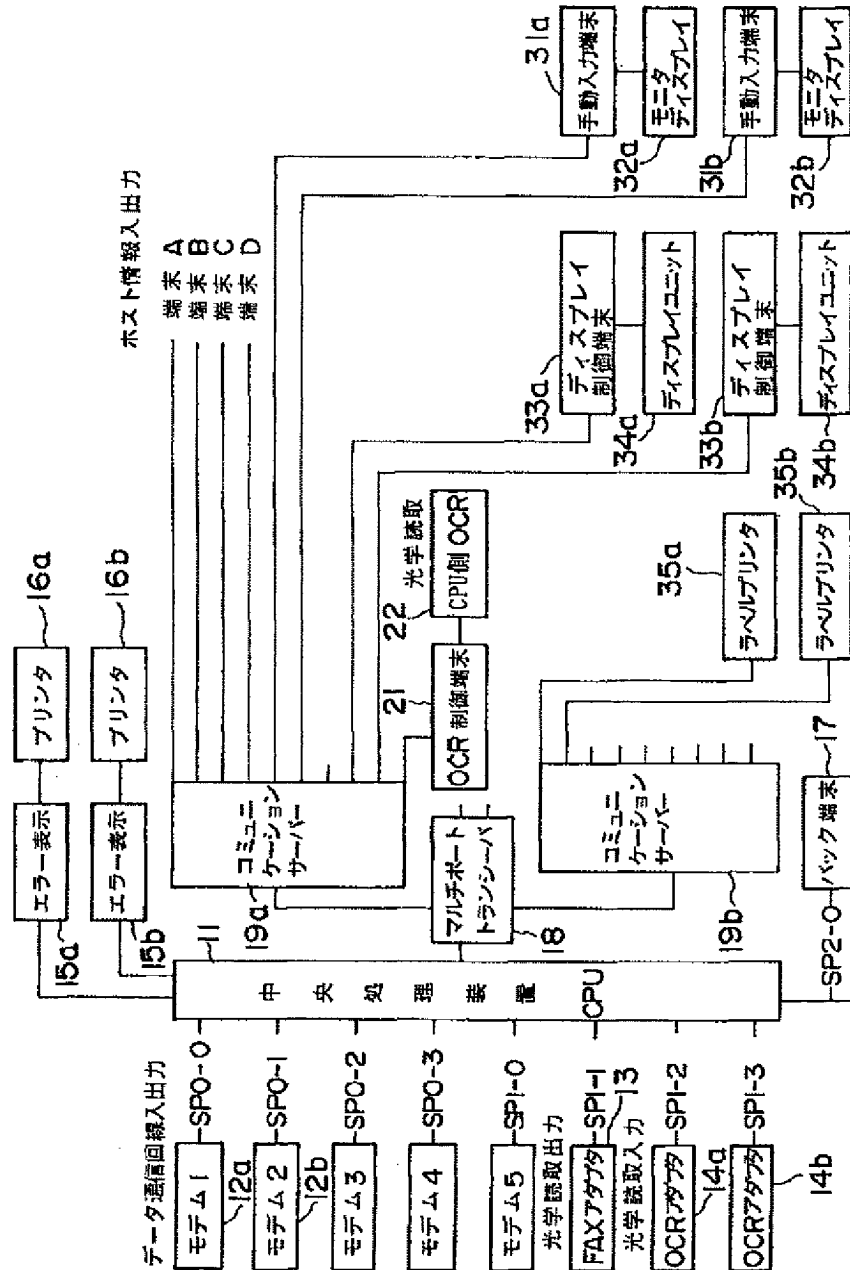 データ通信回線入出力
モデム1
SP0-0
12a
モデム2
SP0-1
12b
モデム3
SP0-2
モデム4
SP0-3
モデム5
SP1-0
光学読取出力
FAXアダプタ
SP1-1
13
光学読取入力
OCRアダプタ
SP1-2
14a
OCRアダプタ
SP1-3
14b
中央処理装置
CPU
11
エラー表示
15a
プリンタ
16a
エラー表示
15b
プリンタ
16b
コミュニ
ケーション
サーバー
19a
マルチポート
トランシーバ
18
コミュニ
ケーション
サーバー
19b
SP2-0
バック端末
17
OCR制御端末
21
光学読取
CPU側OCR
22
ラベルプリンタ
35a
ラベルプリンタ
35b
ホスト情報入出力
端末A
端末B
端末C
端末D
ディスプレイ
制御端末
33a
ディスプレイユニット
34a
ディスプレイ
制御端末
33b
ディスプレイユニット
34b
手動入力端末
31a
モニタ
ディスプレイ
32a
手動入力端末
31b
モニタ
ディスプレイ
32b